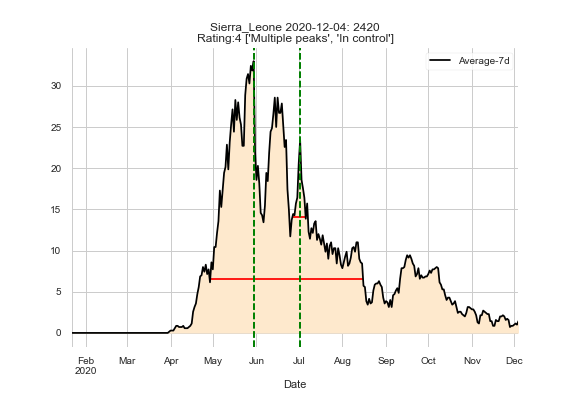 Sierra_Leone 2020-12-04: 2420
Rating:4 ['Multiple peaks', 'In control']
Average-7d
30
25
20
15
10
5
0
Feb Mar Apr May Jun Jul Aug Sep Oct Nov Dec
2020
Date